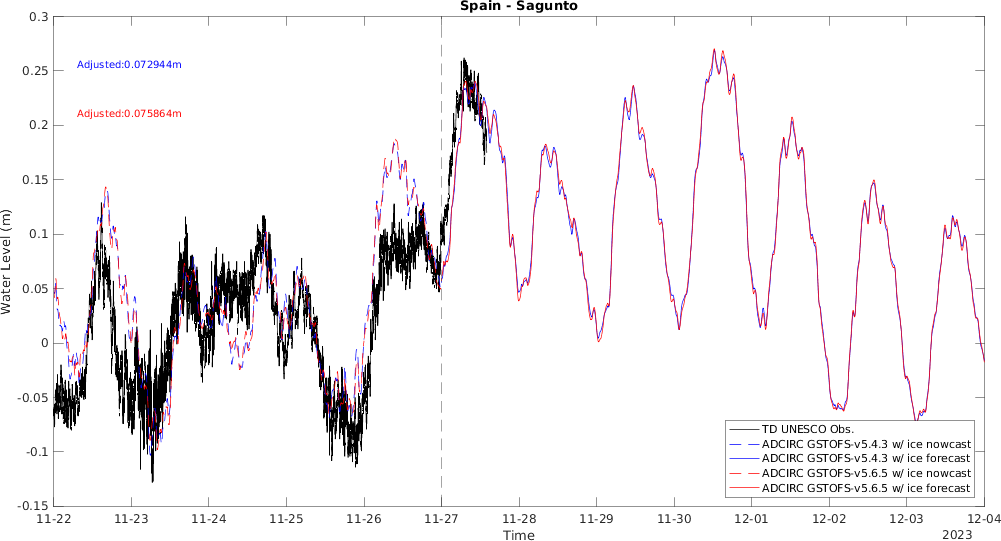 Spain - Sagunto
0.3
0.25
0.2
0.15
0.1
0.05
0
-0.05
-0.1
-0.15
Water Level (m)
Adjusted:0.072944m
Adjusted:0.075864m
TD UNESCO Obs.
ADCIRC GSTOFS-v5.4.3 w/ ice nowcast
ADCIRC GSTOFS-v5.4.3 w/ ice forecast
ADCIRC GSTOFS-v5.6.5 w/ ice nowcast
ADCIRC GSTOFS-v5.6.5 w/ ice forecast
11-22 11-23 11-24 11-25 11-26 11-27 11-28 11-29 11-30 12-01 12-02 12-03 12-04
Time
2023